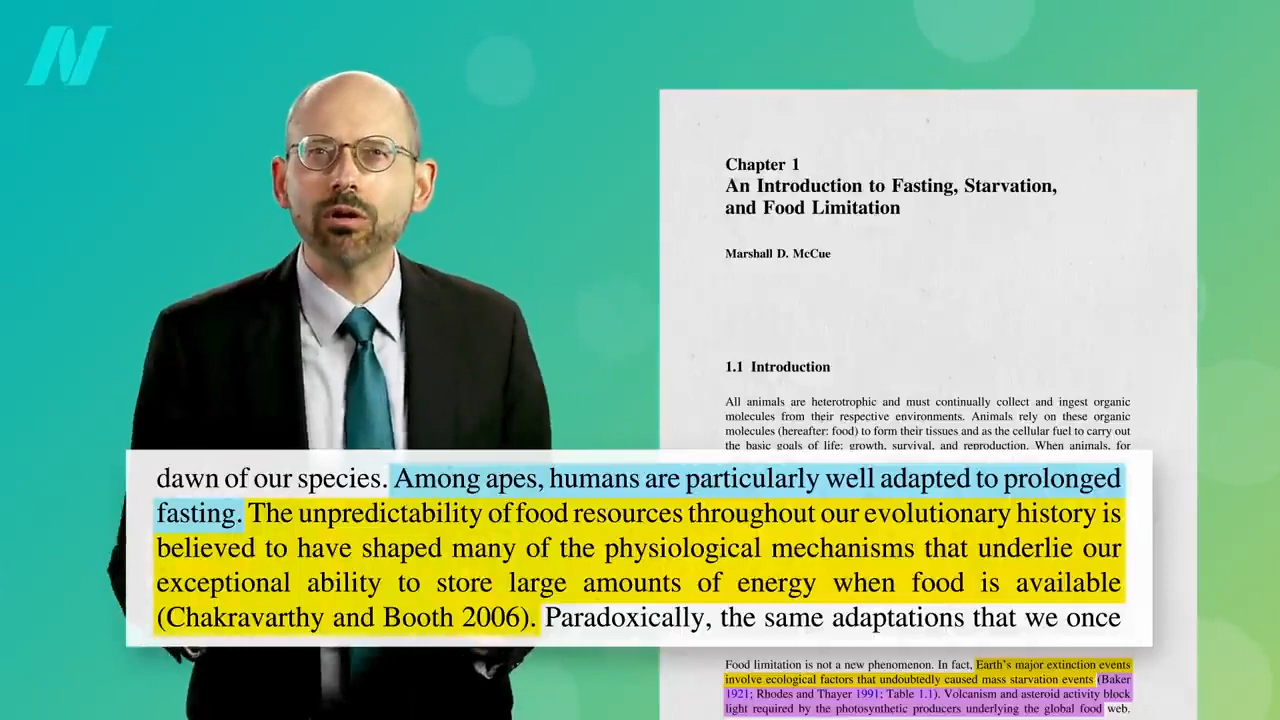 Chapter 1
An Introduction to Fasting, Starvation,
and Food Limitation
Marshall D. McCue
1.1 Introduction
All animals are heterotrophic and must continually collect and ingest organic
molecules from their respective environments. Animals rely on these organic
molecules (hereafter: food) to form their tissues and as the cellular fuel to carry out
the basic goals of life: growth, survival, and reproduction. When animals, for
dawn of our species. Among apes, humans are particularly well adapted to prolonged
fasting. The unpredictability of food resources throughout our evolutionary history is
believed to have shaped many of the physiological mechanisms that underlie our
exceptional ability to store large amounts of energy when food is available
(Chakravarthy and Booth 2006). Paradoxically, the same adaptations that we once
Food limitation is not a new phenomenon. In fact, Earth's major extinction events
involve ecological factors that undoubtedly caused mass starvation events (Baker
1921; Rhodes and Thayer 1991; Table 1.1). Volcanism and asteroid activity block
light required by the photosynthetic producers underlying the global food web.